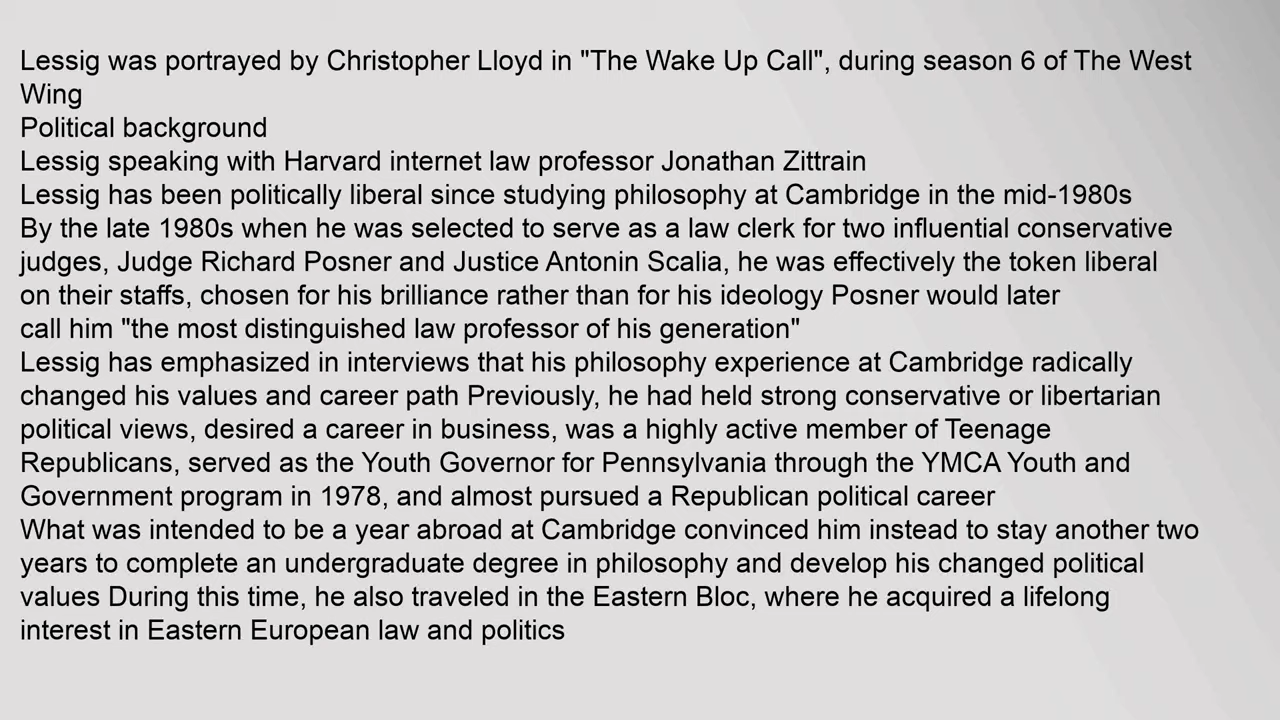 Lessig was portrayed by Christopher Lloyd in "The Wake Up Call", during season 6 of The West
Wing
Political background
Lessig speaking with Harvard internet law professor Jonathan Zittrain
Lessig has been politically liberal since studying philosophy at Cambridge in the mid-1980s
By the late 1980s when he was selected to serve as a law clerk for two influential conservative
judges, Judge Richard Posner and Justice Antonin Scalia, he was effectively the token liberal
on their staffs, chosen for his brilliance rather than for his ideology Posner would later
call him "the most distinguished law professor of his generation"
Lessig has emphasized in interviews that his philosophy experience at Cambridge radically
changed his values and career path Previously, he had held strong conservative or libertarian
political views, desired a career in business, was a highly active member of Teenage
Republicans, served as the Youth Governor for Pennsylvania through the YMCA Youth and
Government program in 1978, and almost pursued a Republican political career
What was intended to be a year abroad at Cambridge convinced him instead to stay another two
years to complete an undergraduate degree in philosophy and develop his changed political
values During this time, he also traveled in the Eastern Bloc, where he acquired a lifelong
interest in Eastern European law and politics